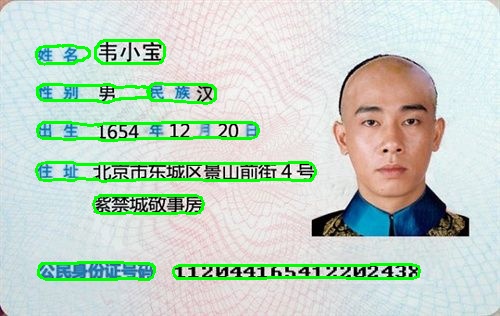 姓名 韦小宝
性别 男 民族 汉
出生 1654 年 12 月 20 日
住址 北京市东城区景山前街4号
紫禁城敬事房
公民身份证号码 112044165412202438